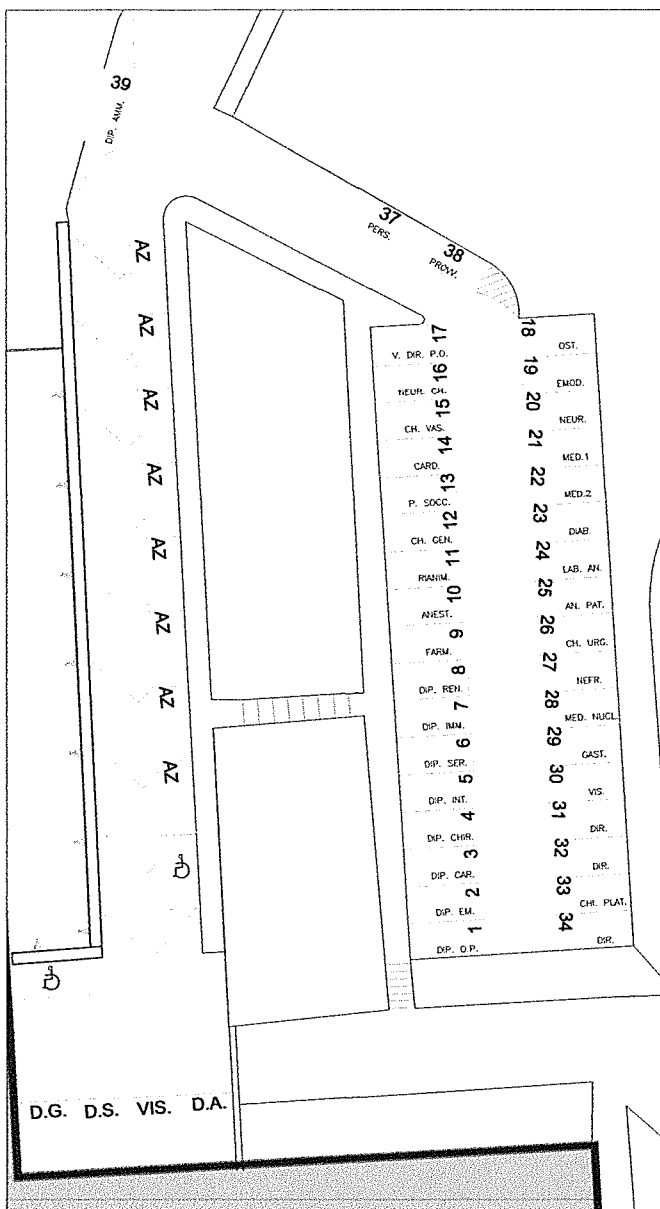 39
DIP. AMM.
37
PERS.
38
PROVV.
AZ
AZ
AZ
AZ
AZ
AZ
AZ
AZ
17
V. DIR. P.O.
16
NEUR. CH.
15
CH. VAS.
14
CARD.
13
P. SOCC.
12
CH. GEN.
11
RIANIM.
10
ANEST.
9
FARM.
8
DIP. REN.
7
DIP. IMM.
6
DIP. SER.
5
DIP. INT.
4
DIP. CHIR.
3
DIP. CAR.
2
DIP. EM.
1
DIP. O.P.
18
OST.
19
EMOD.
20
NEUR.
21
MED.1
22
MED.2
23
DIAB.
24
LAB. AN.
25
AN. PAT.
26
CH. URG.
27
NEFR.
28
MED. NUCL.
29
GAST.
30
VIS.
31
DIR.
32
DIR.
33
CHI. PLAT.
34
DIR.
D.G. D.S. VIS. D.A.